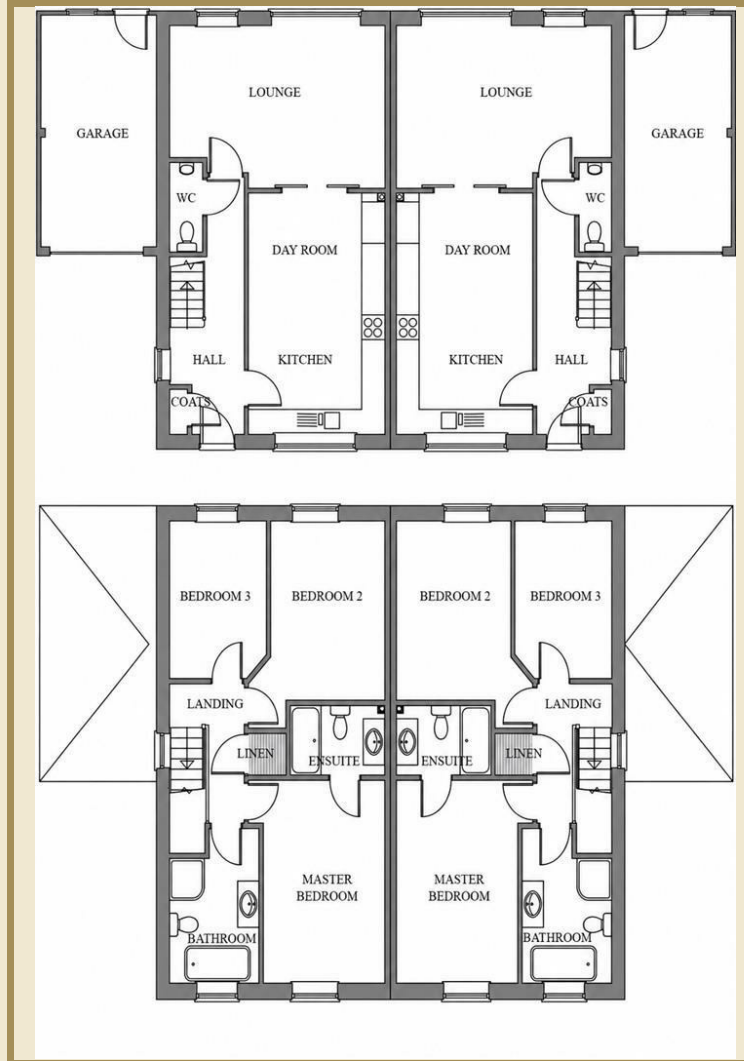 LOUNGE
LOUNGE
GARAGE
GARAGE
WC
WC
DAY ROOM
DAY ROOM
HALL
KITCHEN
KITCHEN
HALL
COATS
COATS
BEDROOM 3
BEDROOM 2
BEDROOM 2
BEDROOM 3
LANDING
LANDING
LINEN
ENSUITE
ENSUITE
LINEN
MASTER
BEDROOM
MASTER
BEDROOM
BATHROOM
BATHROOM